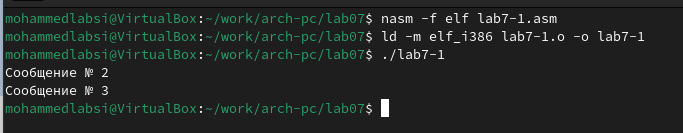 mohammedlabsi@VirtualBox:~/work/arch-pc/lab07$ nasm -f elf lab7-1.asm
mohammedlabsi@VirtualBox:~/work/arch-pc/lab07$ ld -m elf_i386 lab7-1.o -o lab7-1
mohammedlabsi@VirtualBox:~/work/arch-pc/lab07$ ./lab7-1
Сообщение № 2
Сообщение № 3
mohammedlabsi@VirtualBox:~/work/arch-pc/lab07$